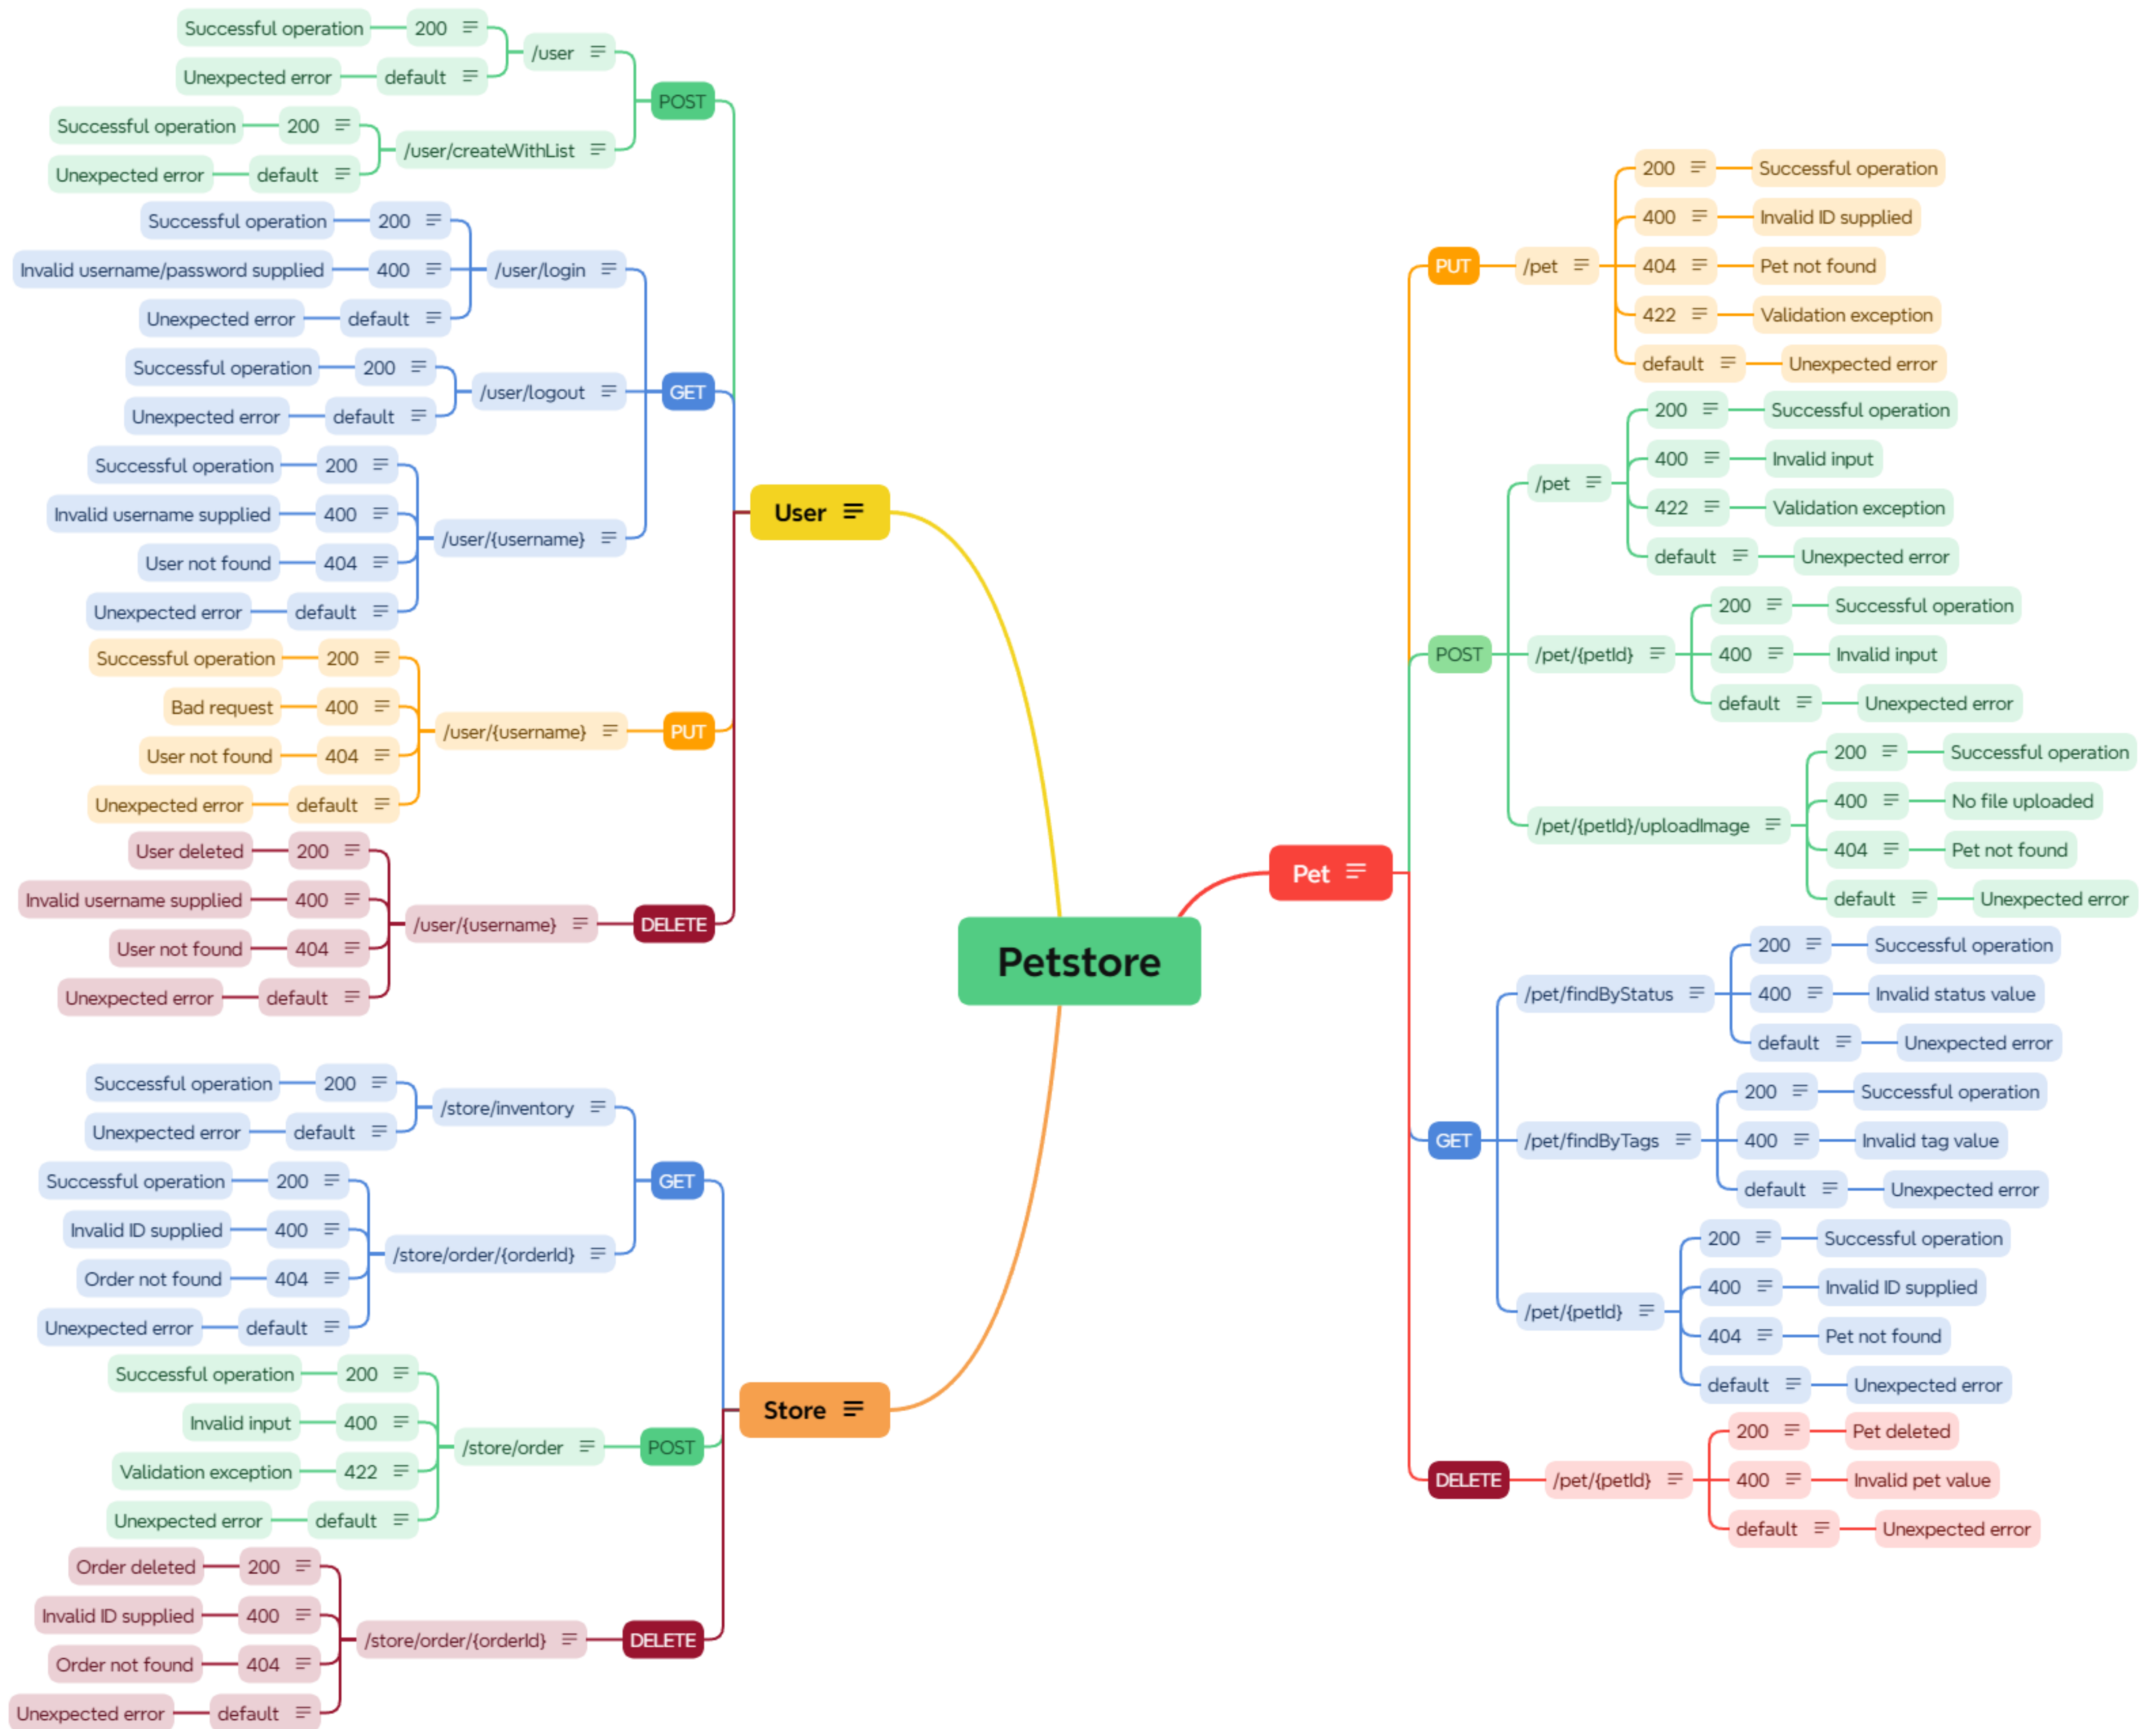 Petstore
User
POST
/user
200
Successful operation
default
Unexpected error
/user/createWithList
200
Successful operation
default
Unexpected error
GET
/user/login
200
Successful operation
400
Invalid username/password supplied
default
Unexpected error
/user/logout
200
Successful operation
default
Unexpected error
/user/{username}
200
Successful operation
400
Invalid username supplied
404
User not found
default
Unexpected error
PUT
/user/{username}
200
Successful operation
400
Bad request
404
User not found
default
Unexpected error
DELETE
/user/{username}
200
User deleted
400
Invalid username supplied
404
User not found
default
Unexpected error
Store
GET
/store/inventory
200
Successful operation
default
Unexpected error
/store/order/{orderId}
200
Successful operation
400
Invalid ID supplied
404
Order not found
default
Unexpected error
POST
/store/order
200
Successful operation
400
Invalid input
422
Validation exception
default
Unexpected error
DELETE
/store/order/{orderId}
200
Order deleted
400
Invalid ID supplied
404
Order not found
default
Unexpected error
Pet
PUT
/pet
200
Successful operation
400
Invalid ID supplied
404
Pet not found
422
Validation exception
default
Unexpected error
POST
/pet
200
Successful operation
400
Invalid input
422
Validation exception
default
Unexpected error
/pet/{petId}
200
Successful operation
400
Invalid input
default
Unexpected error
/pet/{petId}/uploadImage
200
Successful operation
400
No file uploaded
404
Pet not found
default
Unexpected error
GET
/pet/findByStatus
200
Successful operation
400
Invalid status value
default
Unexpected error
/pet/findByTags
200
Successful operation
400
Invalid tag value
default
Unexpected error
/pet/{petId}
200
Successful operation
400
Invalid ID supplied
404
Pet not found
default
Unexpected error
DELETE
/pet/{petId}
200
Pet deleted
400
Invalid pet value
default
Unexpected error